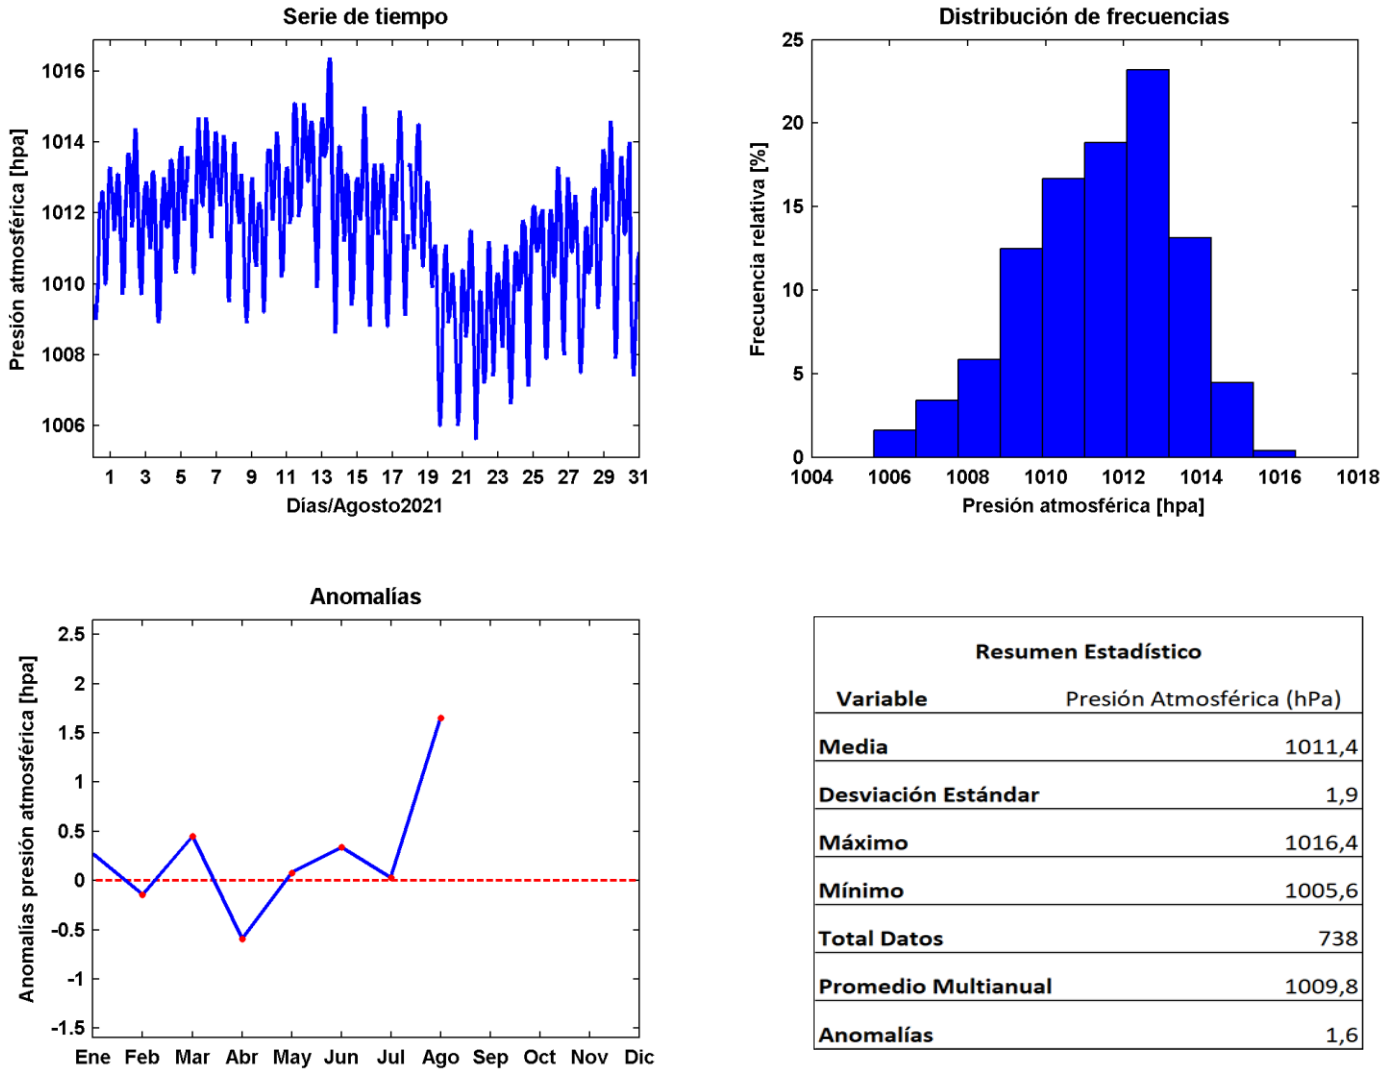 Serie de tiempo
Presión atmosférica [hpa]
1016
1014
1012
1010
1008
1006
1 3 5 7 9 11 13 15 17 19 21 23 25 27 29 31
Días/Agosto2021
Distribución de frecuencias
Frecuencia relativa [%]
25
20
15
10
5
0
1004 1006 1008 1010 1012 1014 1016 1018
Presión atmosférica [hpa]
Anomalías
Anomalías presión atmosférica [hpa]
2.5
2
1.5
1
0.5
0
-0.5
-1
-1.5
Ene Feb Mar Abr May Jun Jul Ago Sep Oct Nov Dic
Resumen Estadístico
Variable Presión Atmosférica (hPa)
Media 1011,4
Desviación Estándar 1,9
Máximo 1016,4
Mínimo 1005,6
Total Datos 738
Promedio Multianual 1009,8
Anomalías 1,6